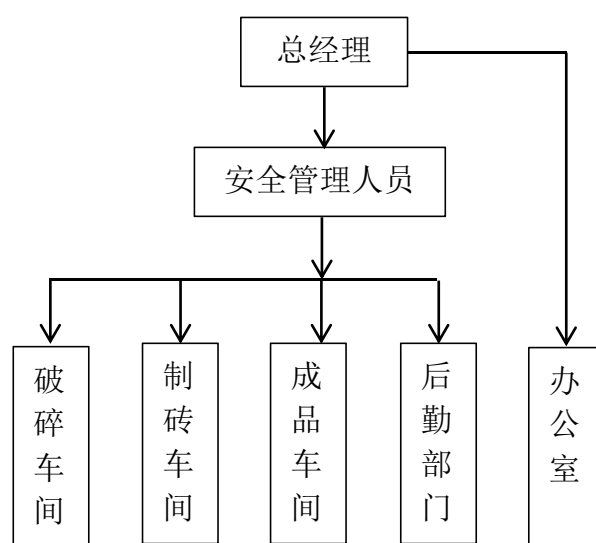 总经理
安全管理人员
破碎车间
制砖车间
成品车间
后勤部门
办公室